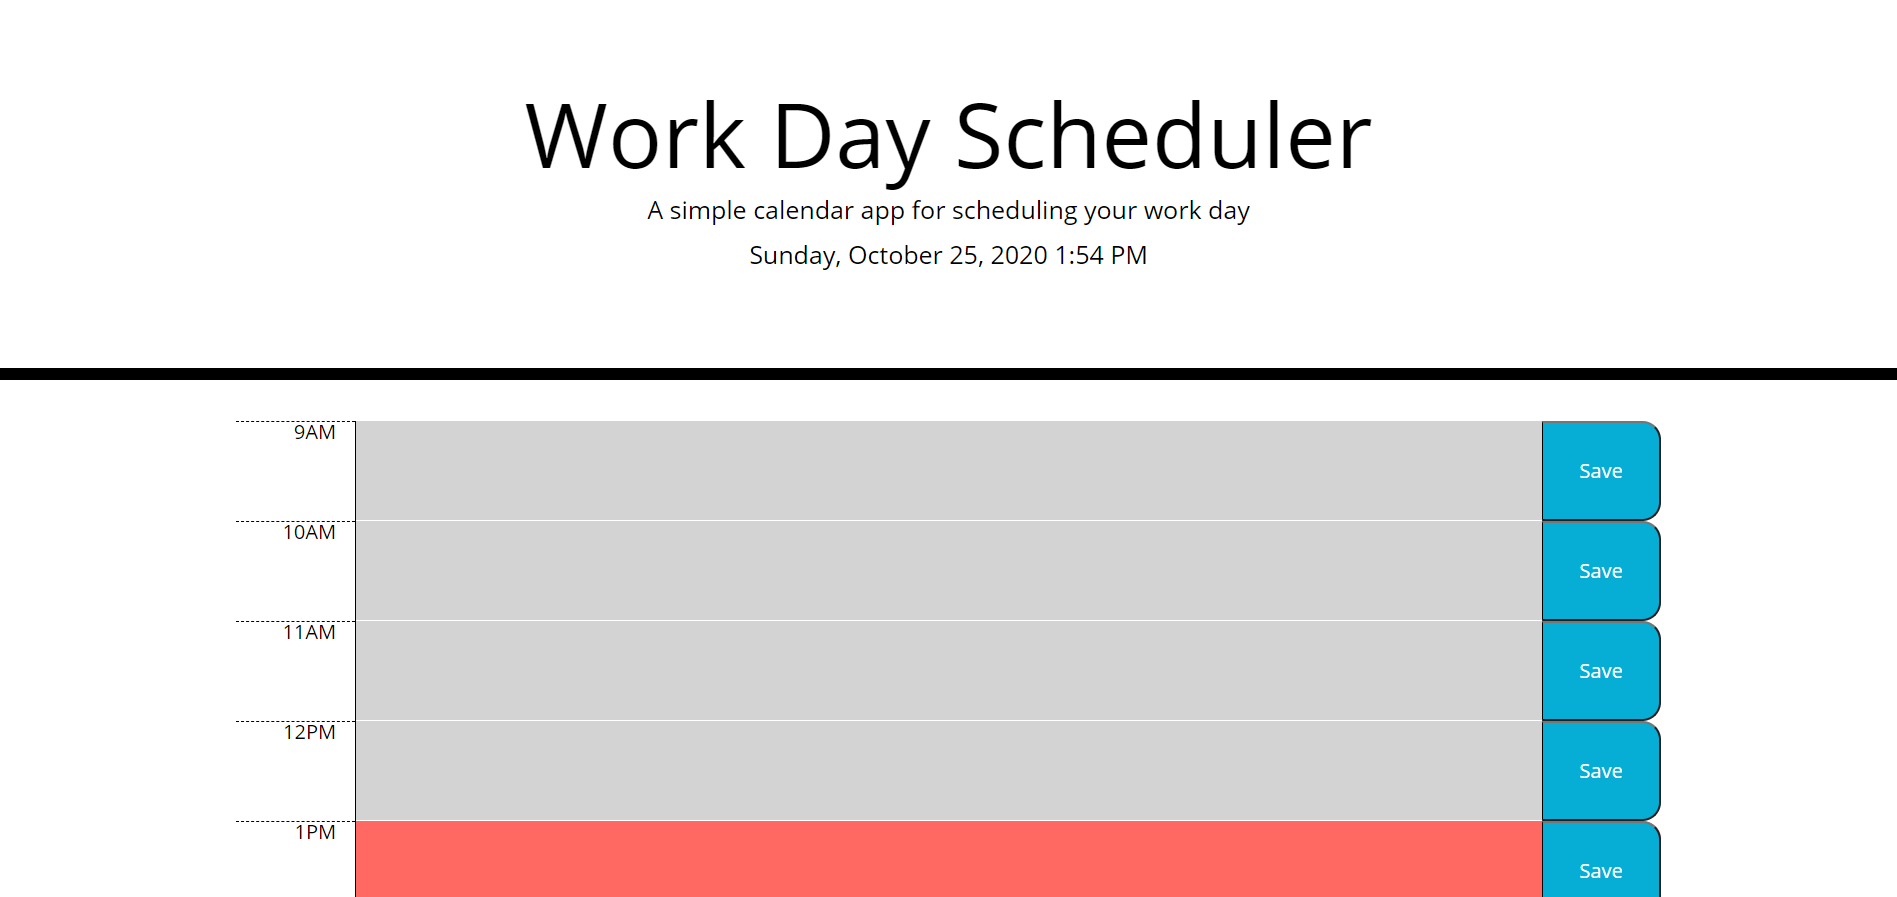 Work Day Scheduler
A simple calendar app for scheduling your work day
Sunday, October 25, 2020 1:54 PM
9AM
Save
10AM
Save
11AM
Save
12PM
Save
1PM
Save